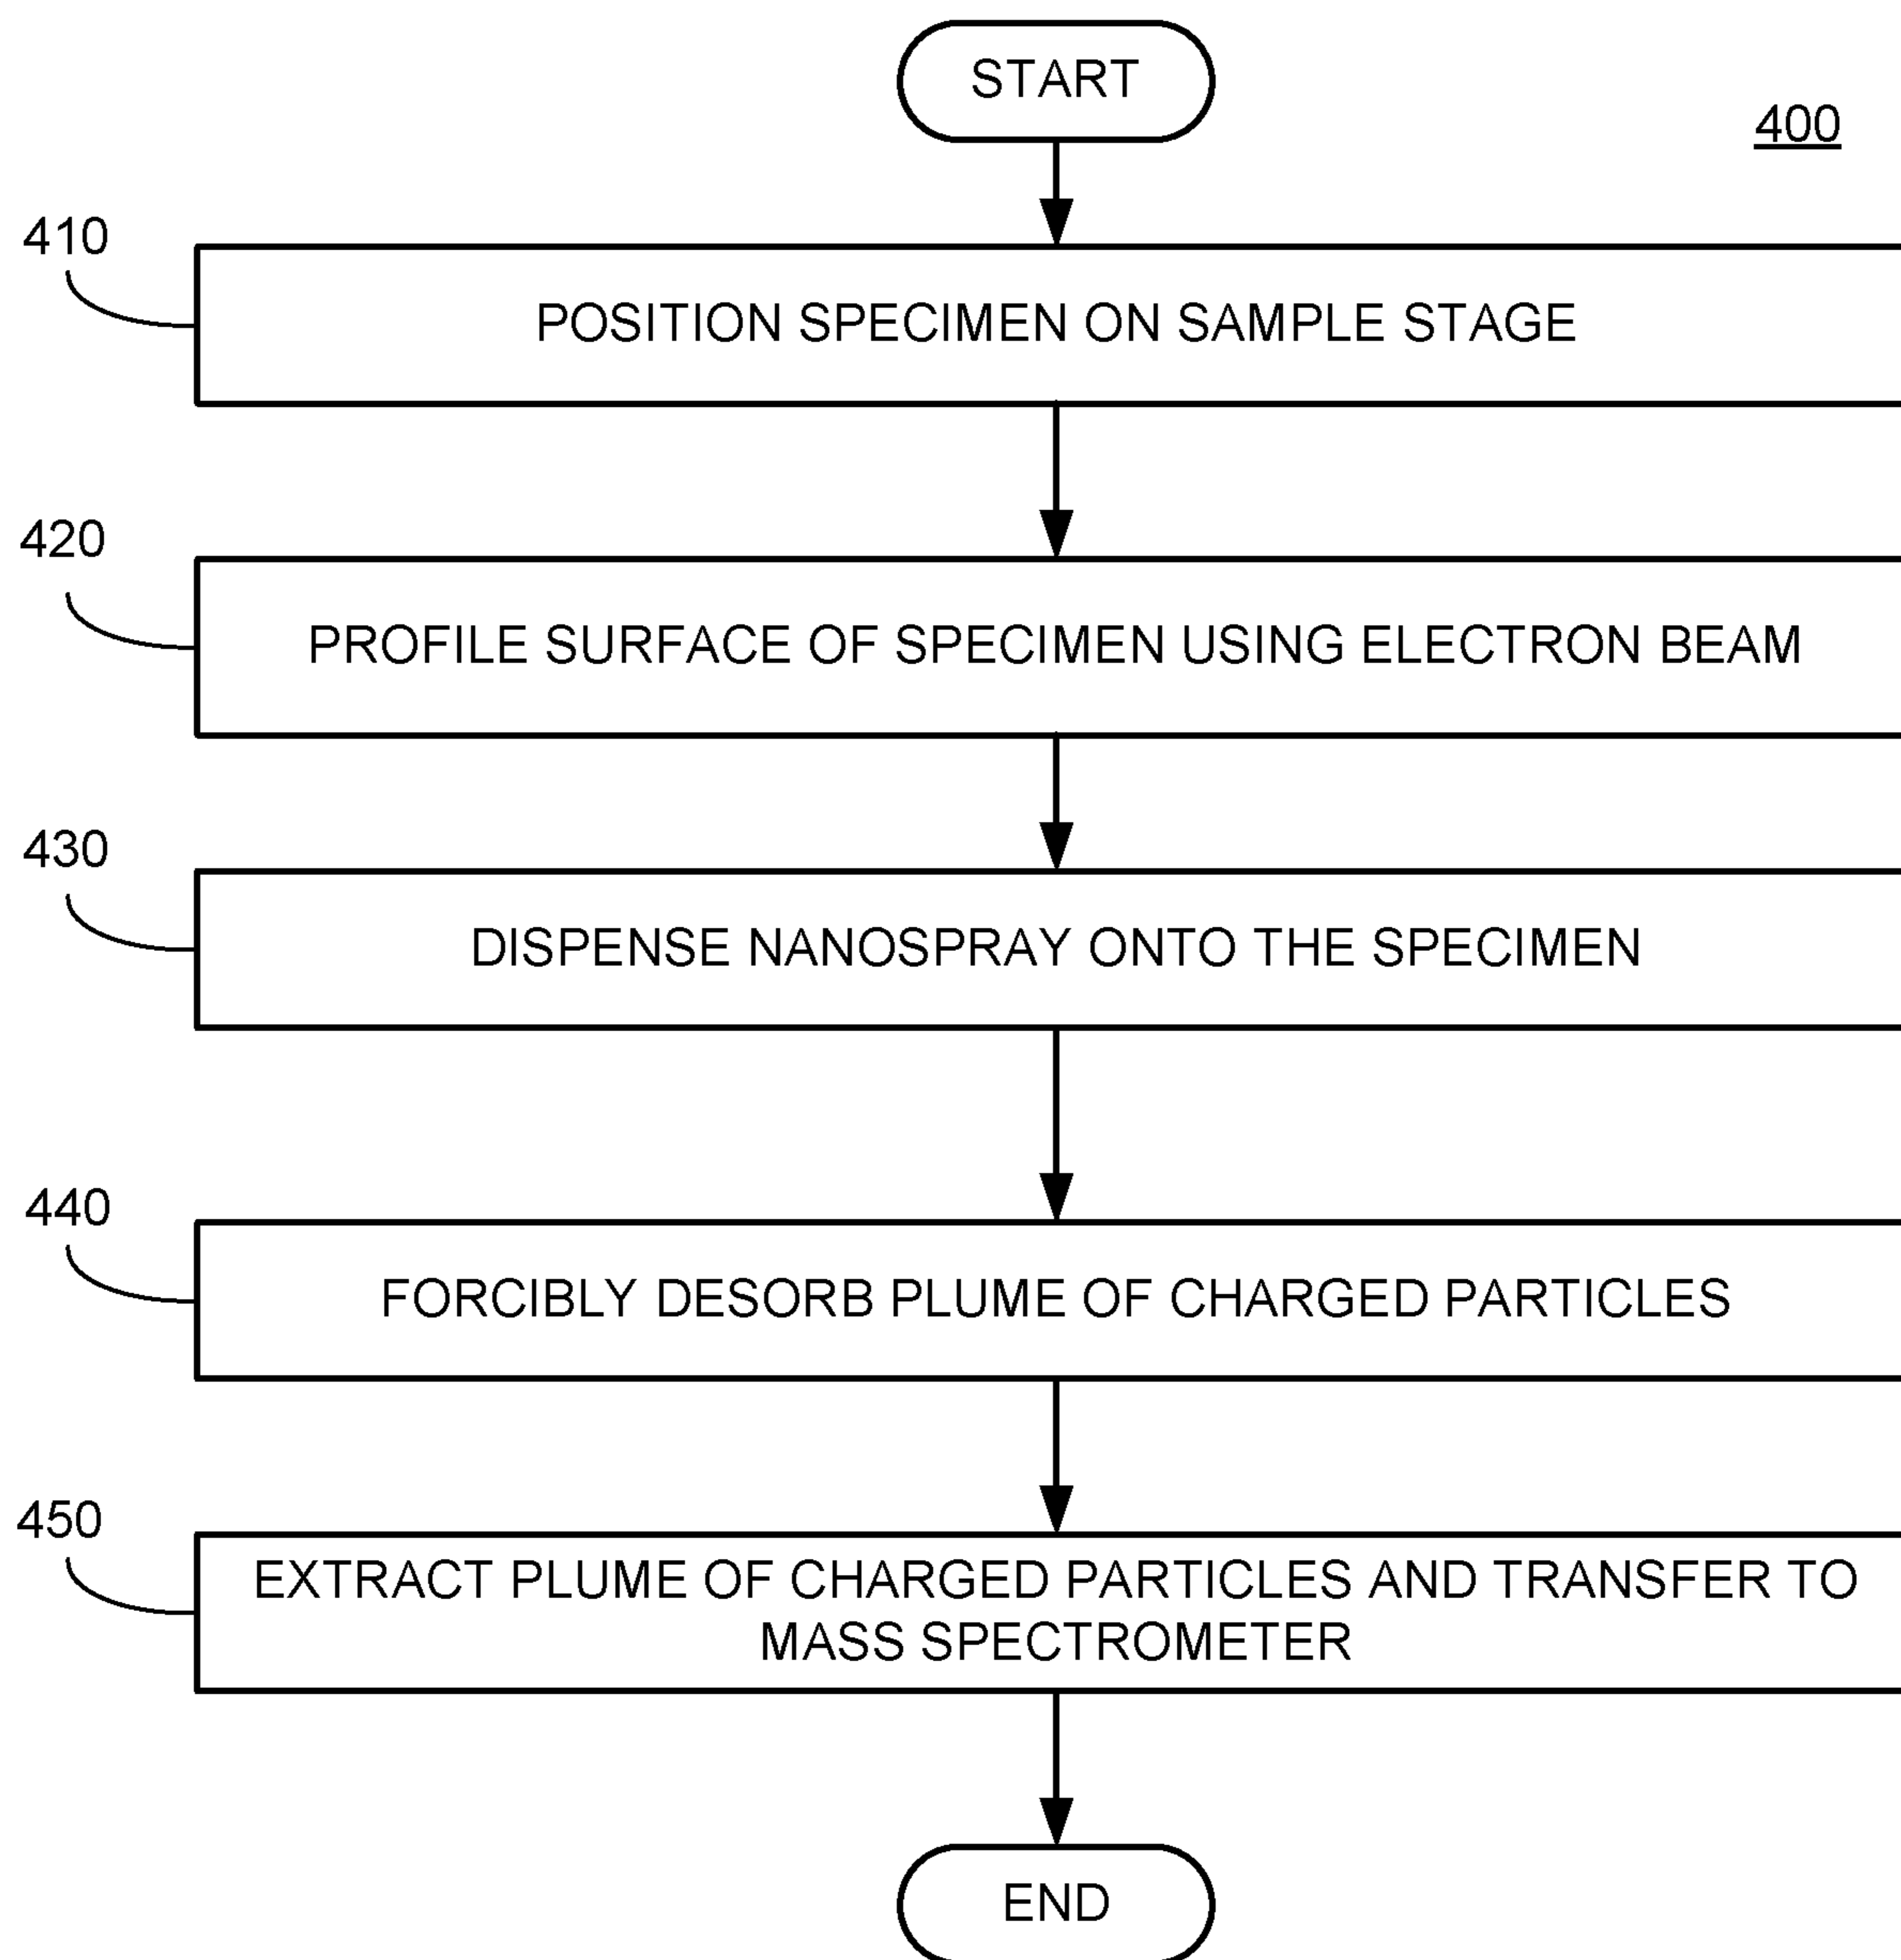 START
400
410
POSITION SPECIMEN ON SAMPLE STAGE
420
PROFILE SURFACE OF SPECIMEN USING ELECTRON BEAM
430
DISPENSE NANOSPRAY ONTO THE SPECIMEN
440
FORCIBLY DESORB PLUME OF CHARGED PARTICLES
450
EXTRACT PLUME OF CHARGED PARTICLES AND TRANSFER TO
MASS SPECTROMETER
END